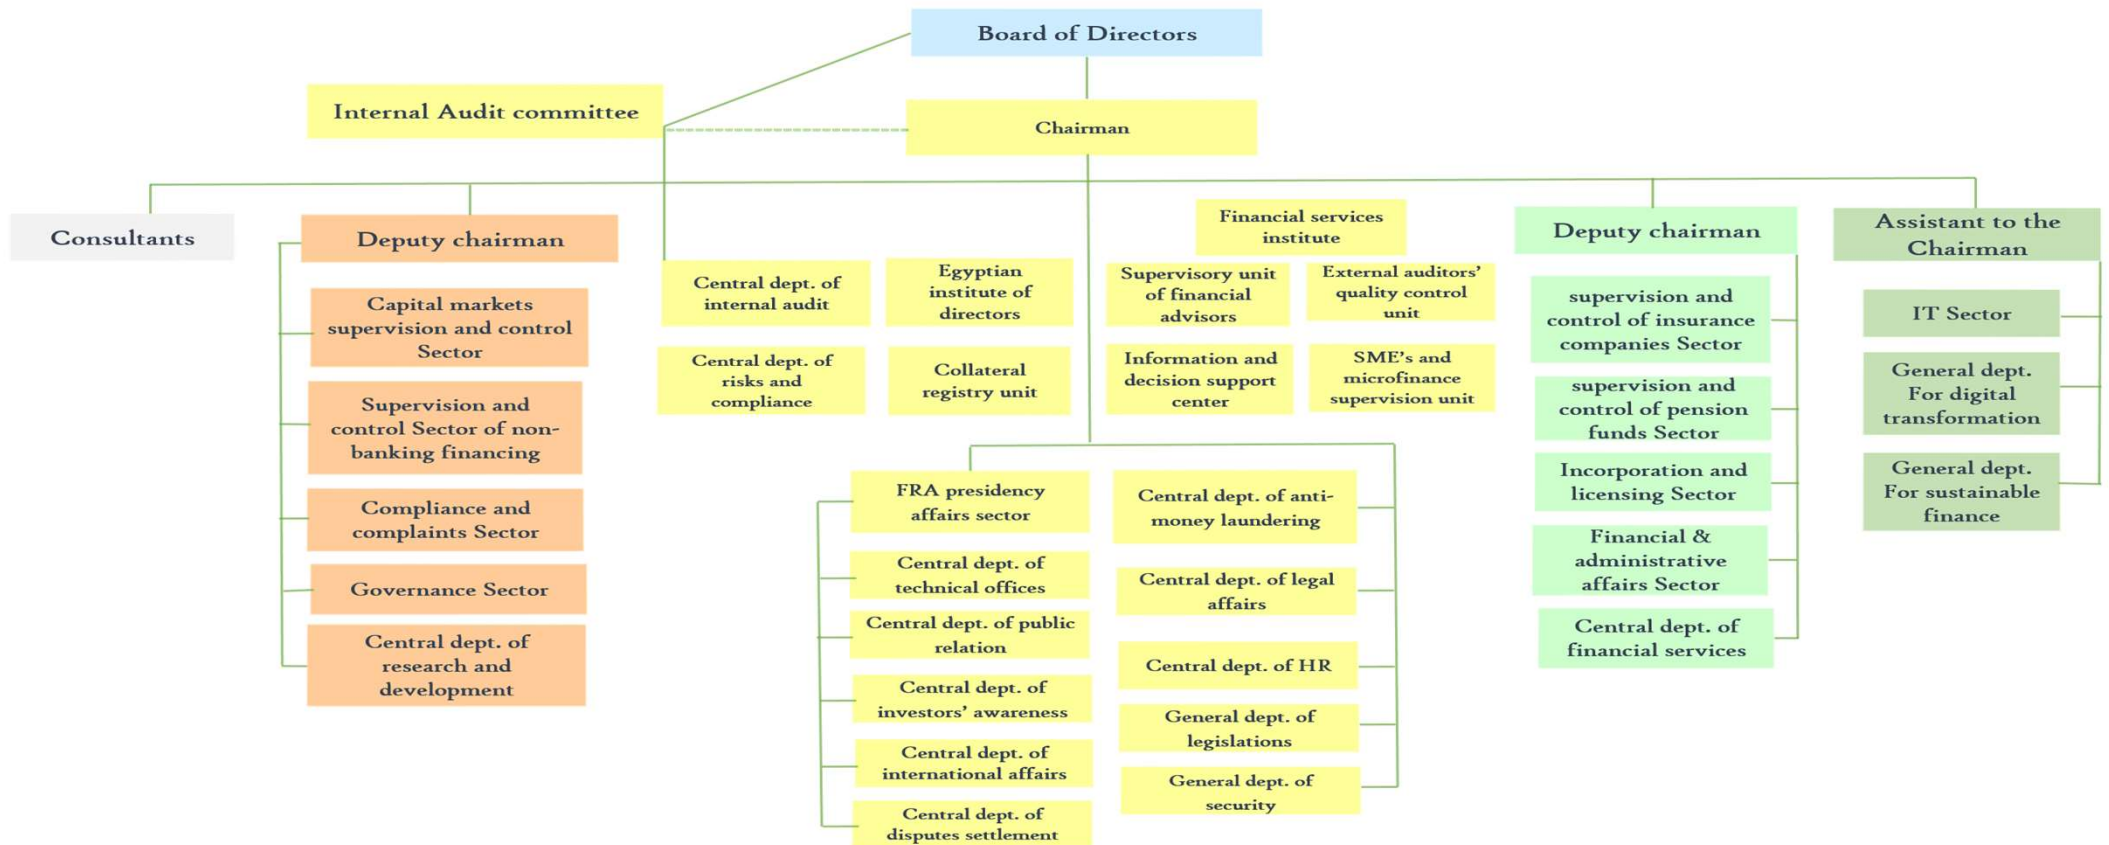 Board of Directors
Internal Audit committee
Chairman
Consultants
Deputy chairman
Capital markets
supervision and control
Sector
Supervision and
control Sector of non-
banking financing
Compliance and
complaints Sector
Governance Sector
Central dept. of
research and
development
Central dept. of
internal audit
Central dept. of
risks and
compliance
Egyptian
institute of
directors
Collateral
registry unit
Financial services
institute
Supervisory unit
of financial
advisors
External auditors’
quality control
unit
Information and
decision support
center
SME’s and
microfinance
supervision unit
FRA presidency
affairs sector
Central dept. of
technical offices
Central dept. of public
relation
Central dept. of
investors’ awareness
Central dept. of
international affairs
Central dept. of
disputes settlement
Central dept. of anti-
money laundering
Central dept. of legal
affairs
Central dept. of HR
General dept. of
legislations
General dept. of
security
Deputy chairman
supervision and
control of insurance
companies Sector
supervision and
control of pension
funds Sector
Incorporation and
licensing Sector
Financial &
administrative
affairs Sector
Central dept. of
financial services
Assistant to the
Chairman
IT Sector
General dept.
For digital
transformation
General dept.
For sustainable
finance